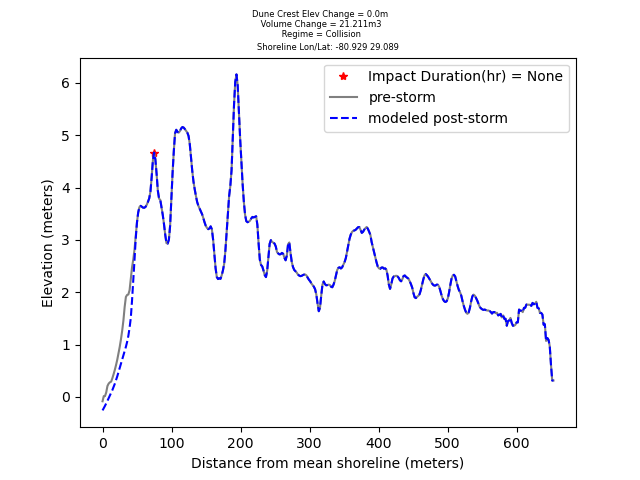 Dune Crest Elev Change = 0.0m
Volume Change = 21.211m3
Regime = Collision
Shoreline Lon/Lat: -80.929 29.089
Impact Duration(hr) = None
pre-storm
modeled post-storm
Elevation (meters)
6
5
4
3
2
1
0
0 100 200 300 400 500 600
Distance from mean shoreline (meters)